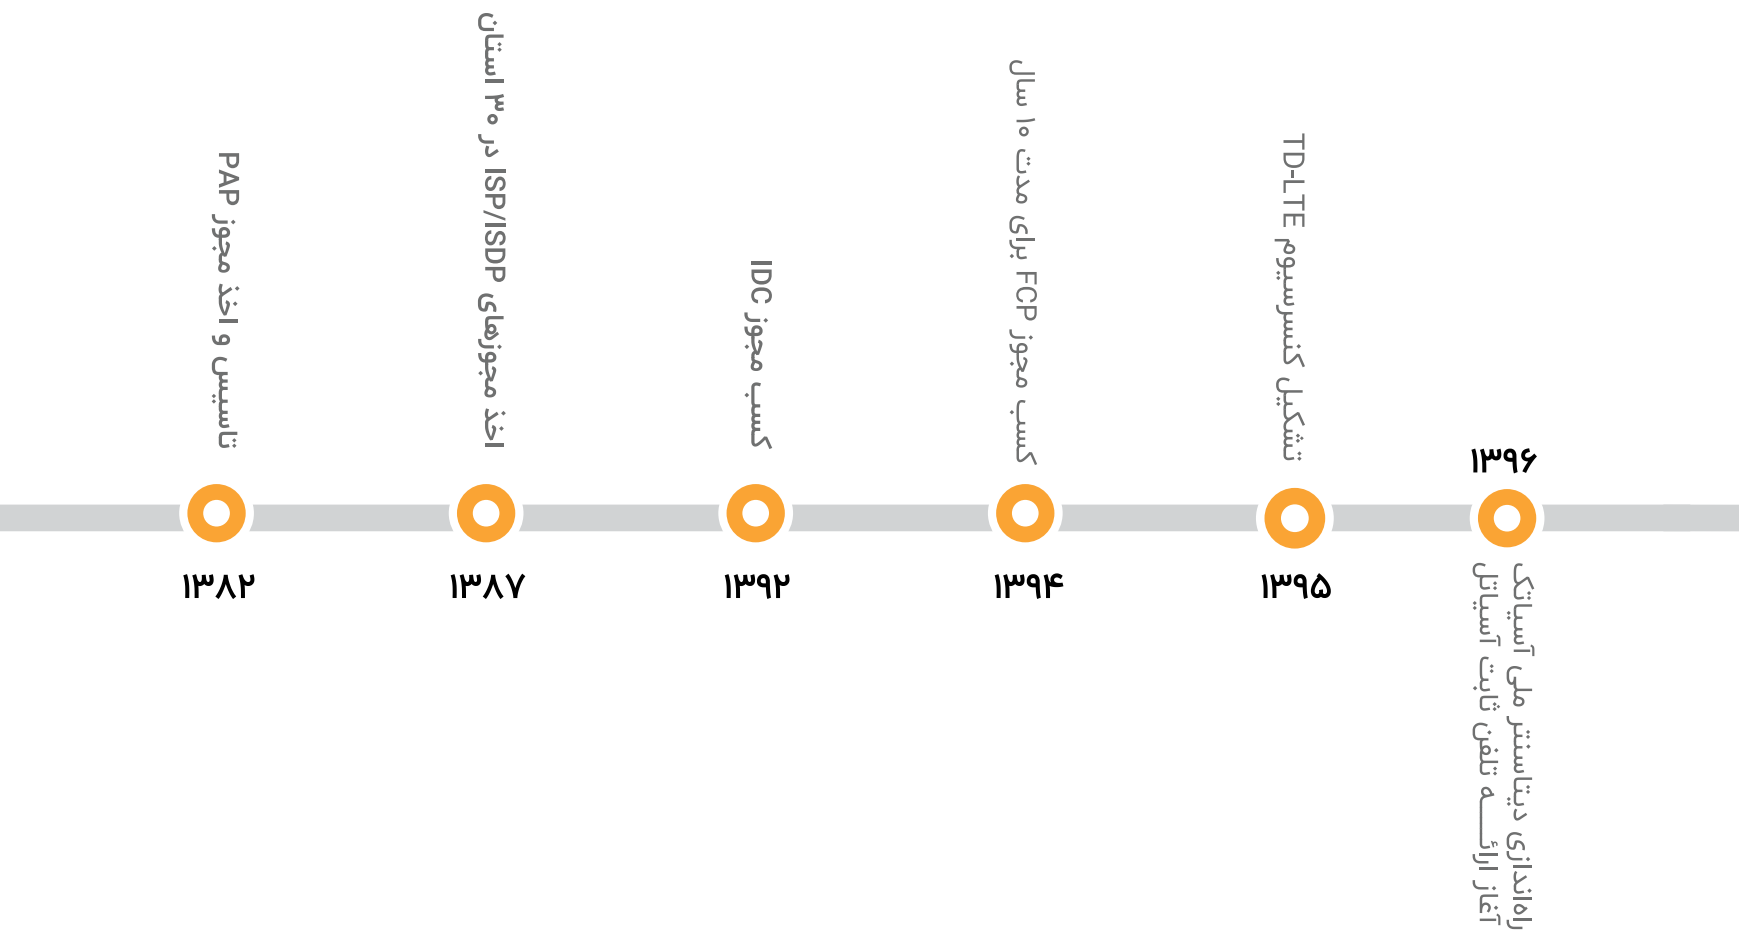 تاسیس و اخذ مجوز PAP
۱۳۸۲
اخذ مجوزهای ISP/ISDP در ۳۰ استان
۱۳۸۷
کسب مجوز IDC
۱۳۹۲
کسب مجوز FCP برای مدت ۱۰ سال
۱۳۹۴
تشکیل کنسرسیوم TD-LTE
۱۳۹۵
۱۳۹۶
راه‌اندازی دیتاسنتر ملی آسیاتک
آغاز ارائـــه تلفن ثابت آسیاتل